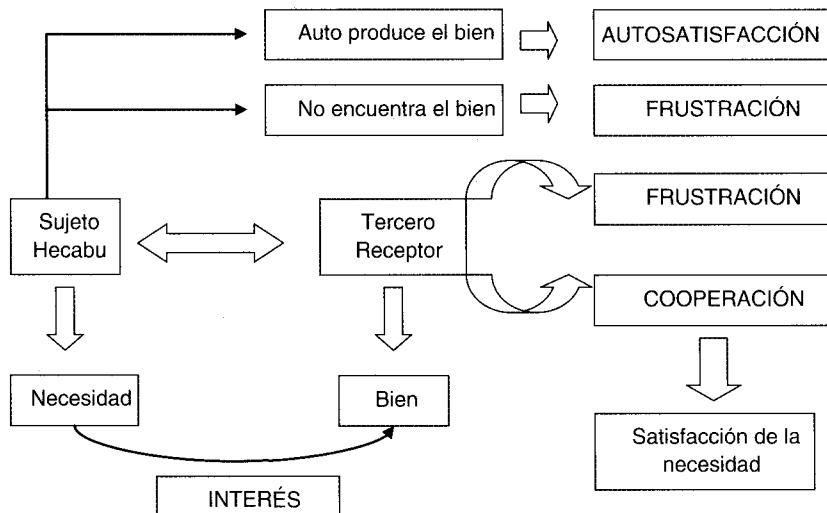 Auto produce el bien
AUTOSATISFACCIÓN
No encuentra el bien
FRUSTRACIÓN
FRUSTRACIÓN
Sujeto
Hecabu
Tercero
Receptor
COOPERACIÓN
Necesidad
Bien
Satisfacción de la
necesidad
INTERÉS